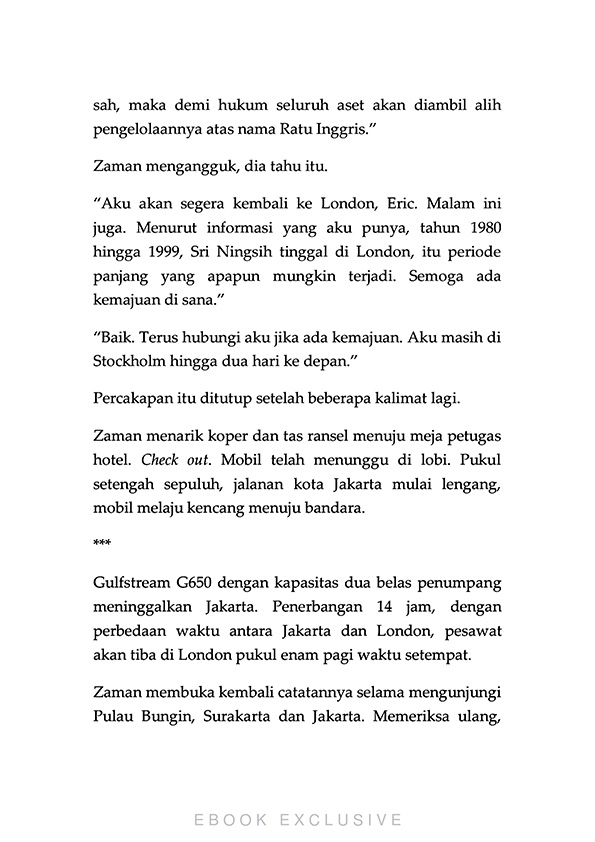 sah, maka demi hukum seluruh aset akan diambil alih
pengelolaannya atas nama Ratu Inggris.”
Zaman mengangguk, dia tahu itu.
“Aku akan segera kembali ke London, Eric. Malam ini
juga. Menurut informasi yang aku punya, tahun 1980
hingga 1999, Sri Ningsih tinggal di London, itu periode
panjang yang apapun mungkin terjadi. Semoga ada
kemajuan di sana.”
“Baik. Terus hubungi aku jika ada kemajuan. Aku masih di
Stockholm hingga dua hari ke depan.”
Percakapan itu ditutup setelah beberapa kalimat lagi.
Zaman menarik koper dan tas ransel menuju meja petugas
hotel. Check out. Mobil telah menunggu di lobi. Pukul
setengah sepuluh, jalanan kota Jakarta mulai lengang,
mobil melaju kencang menuju bandara.
***
Gulfstream G650 dengan kapasitas dua belas penumpang
meninggalkan Jakarta. Penerbangan 14 jam, dengan
perbedaan waktu antara Jakarta dan London, pesawat
akan tiba di London pukul enam pagi waktu setempat.
Zaman membuka kembali catatannya selama mengunjungi
Pulau Bungin, Surakarta dan Jakarta. Memeriksa ulang,
EBOOK EXCLUSIVE